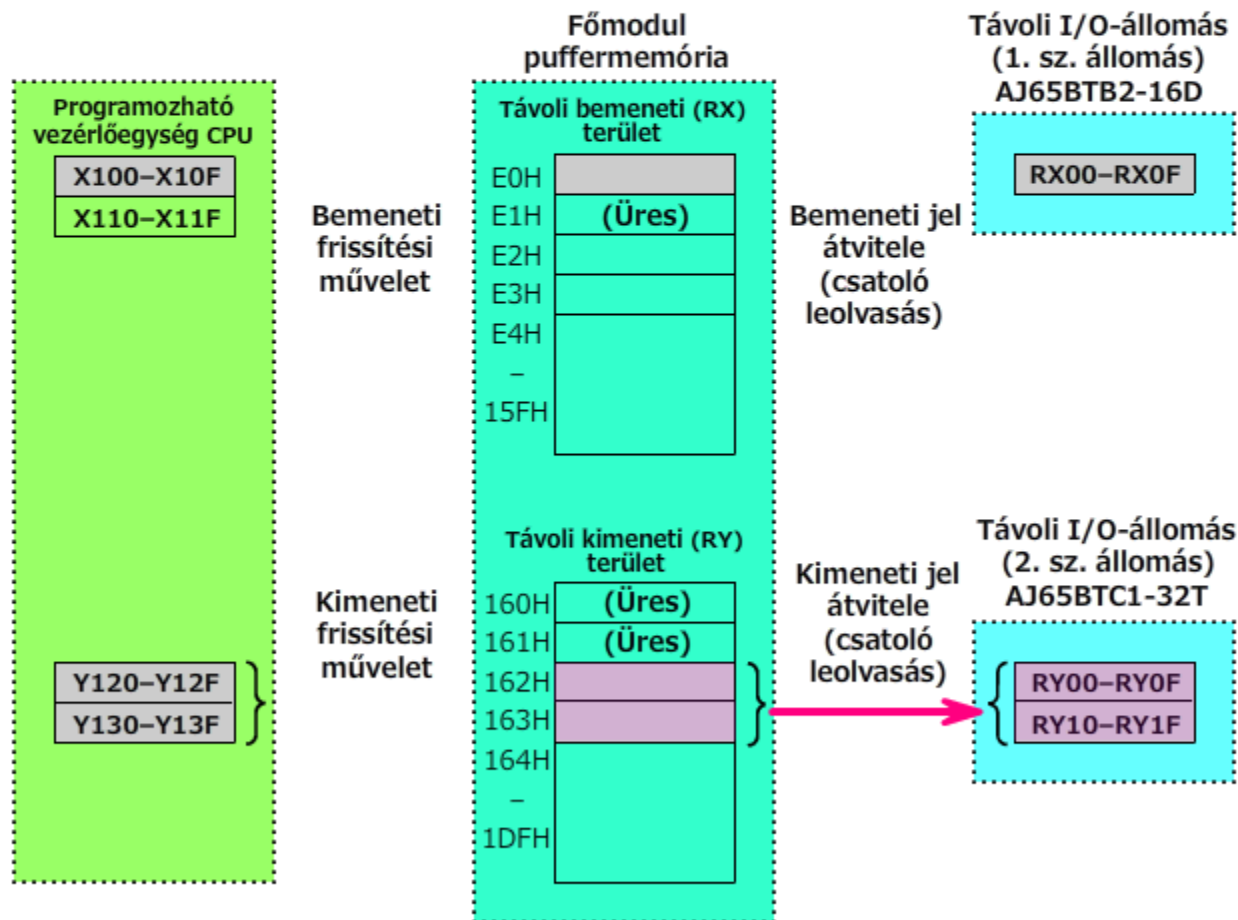 Főmodul
puffermemória
Távoli I/O-állomás
(1. sz. állomás)
AJ65BTB2-16D
Programozható
vezérlőegység CPU
X100–X10F
X110–X11F
Bemeneti
frissítési
művelet
Távoli bemeneti (RX)
terület
E0H
E1H
(Üres)
E2H
E3H
E4H
–
15FH
Bemeneti jel
átvitele
(csatoló
leolvasás)
RX00–RX0F
Y120–Y12F
Y130–Y13F
Kimeneti
frissítési
művelet
Távoli kimeneti (RY)
terület
160H
(Üres)
161H
(Üres)
162H
163H
164H
–
1DFH
Kimeneti jel
átvitele
(csatoló
leolvasás)
Távoli I/O-állomás
(2. sz. állomás)
AJ65BTC1-32T
RY00–RY0F
RY10–RY1F